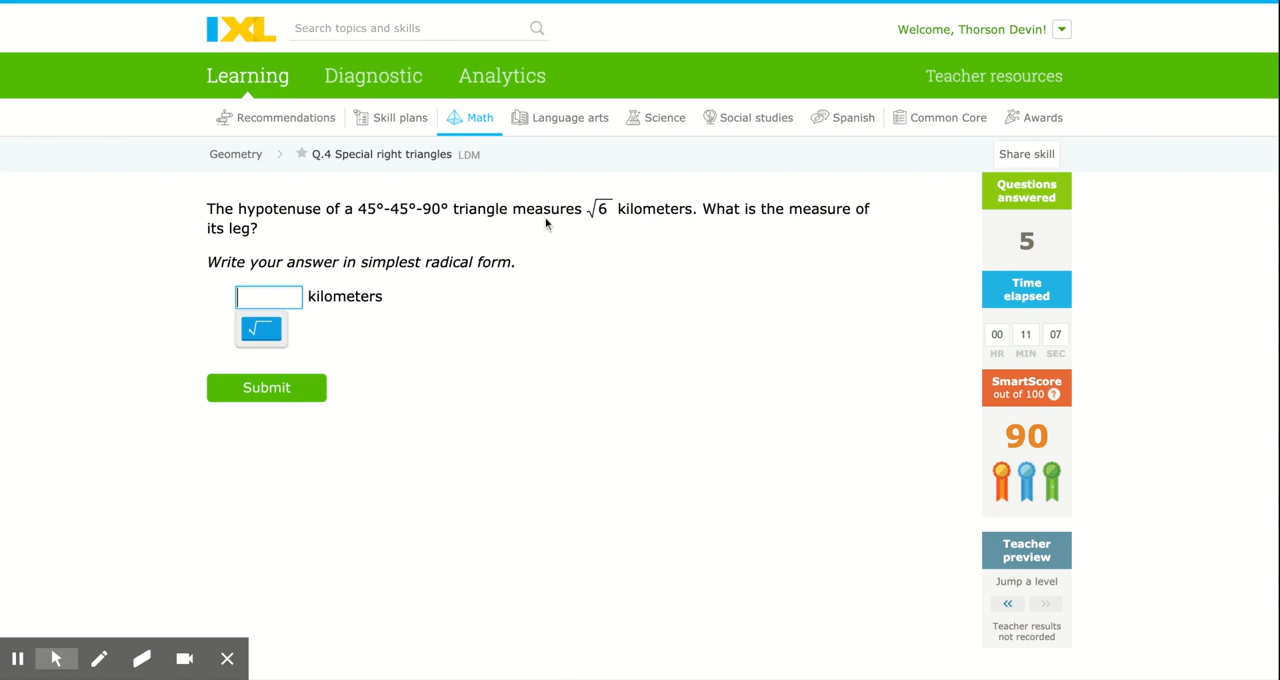 IXL Search topics and skills Welcome, Thorson Devin!
Learning Diagnostic Analytics Teacher resources
Recommendations Skill plans Math Language arts Science Social studies Spanish Common Core Awards
Geometry > Q.4 Special right triangles LDM Share skill
The hypotenuse of a 45°-45°-90° triangle measures √6 kilometers. What is the measure of
its leg?
Write your answer in simplest radical form.
kilometers
√
Submit
Questions
answered
5
Time
elapsed
00 11 07
HR MIN SEC
SmartScore
out of 100 ?
90
Teacher
preview
Jump a level
« »
Teacher results
not recorded